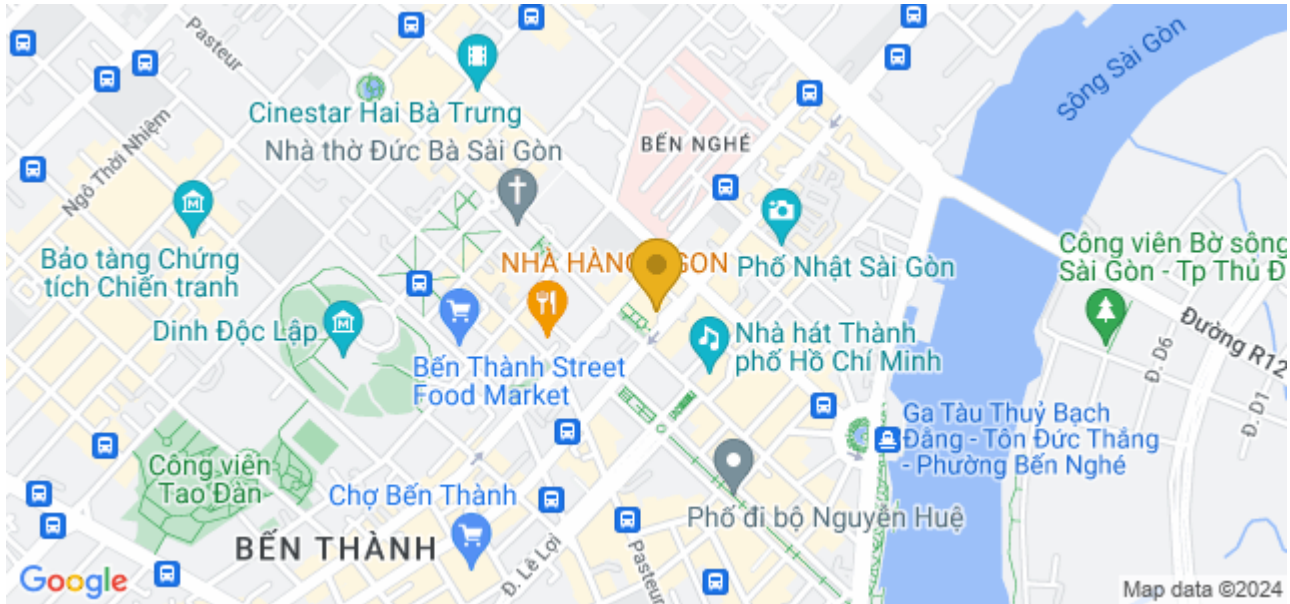 Pasteur
Sông Sài Gòn
Cinestar Hai Bà Trưng
Nhà thờ Đức Bà Sài Gòn
BẾN NGHÉ
Ngô Thời Nhiệm
Bảo tàng Chứng
tích Chiến tranh
NHÀ HÀNG
GON
Phố Nhật Sài Gòn
Công viên Bờ sông
Sài Gòn - Tp Thủ Đ
Dinh Độc Lập
Nhà hát Thành
phố Hồ Chí Minh
Đường R12
Đ. D6
Đ. D1
Bến Thành Street
Food Market
Ga Tàu Thuỷ Bạch
Đằng - Tôn Đức Thắng
- Phường Bến Nghé
Công viên
Tao Đàn
Chợ Bến Thành
Phố đi bộ Nguyễn Huệ
BẾN THÀNH
Đ. Lê Lợi
Pasteur
Google
Map data ©2024